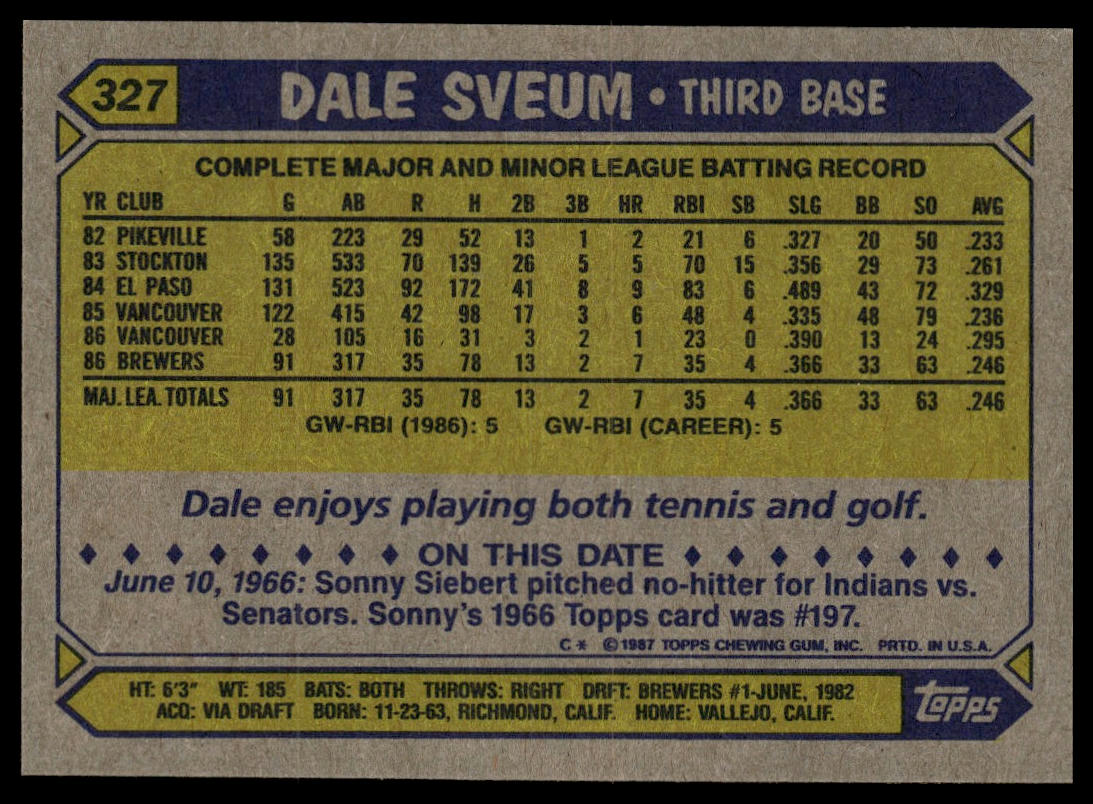 327 DALE SVEUM • THIRD BASE
COMPLETE MAJOR AND MINOR LEAGUE BATTING RECORD
YR CLUB G AB R H 2B 3B HR RBI SB SLG BB SO AVG
82 PIKEVILLE 58 223 29 52 13 1 2 21 6 .327 20 50 .233
83 STOCKTON 135 533 70 139 26 5 5 70 15 .356 29 73 .261
84 EL PASO 131 523 92 172 41 8 9 83 6 .489 43 72 .329
85 VANCOUVER 122 415 42 98 17 3 6 48 4 .335 48 79 .236
86 VANCOUVER 28 105 16 31 3 2 1 23 0 .390 13 24 .295
86 BREWERS 91 317 35 78 13 2 7 35 4 .366 33 63 .246
MAJ. LEA. TOTALS 91 317 35 78 13 2 7 35 4 .366 33 63 .246
GW-RBI (1986): 5 GW-RBI (CAREER): 5
Dale enjoys playing both tennis and golf.
ON THIS DATE
June 10, 1966: Sonny Siebert pitched no-hitter for Indians vs.
Senators. Sonny's 1966 Topps card was #197.
C* ©1987 TOPPS CHEWING GUM, INC. PRTD. IN U.S.A.
HT: 6'3" WT: 185 BATS: BOTH THROWS: RIGHT DRFT: BREWERS #1-JUNE, 1982
ACQ: VIA DRAFT BORN: 11-23-63, RICHMOND, CALIF. HOME: VALLEJO, CALIF.
topps